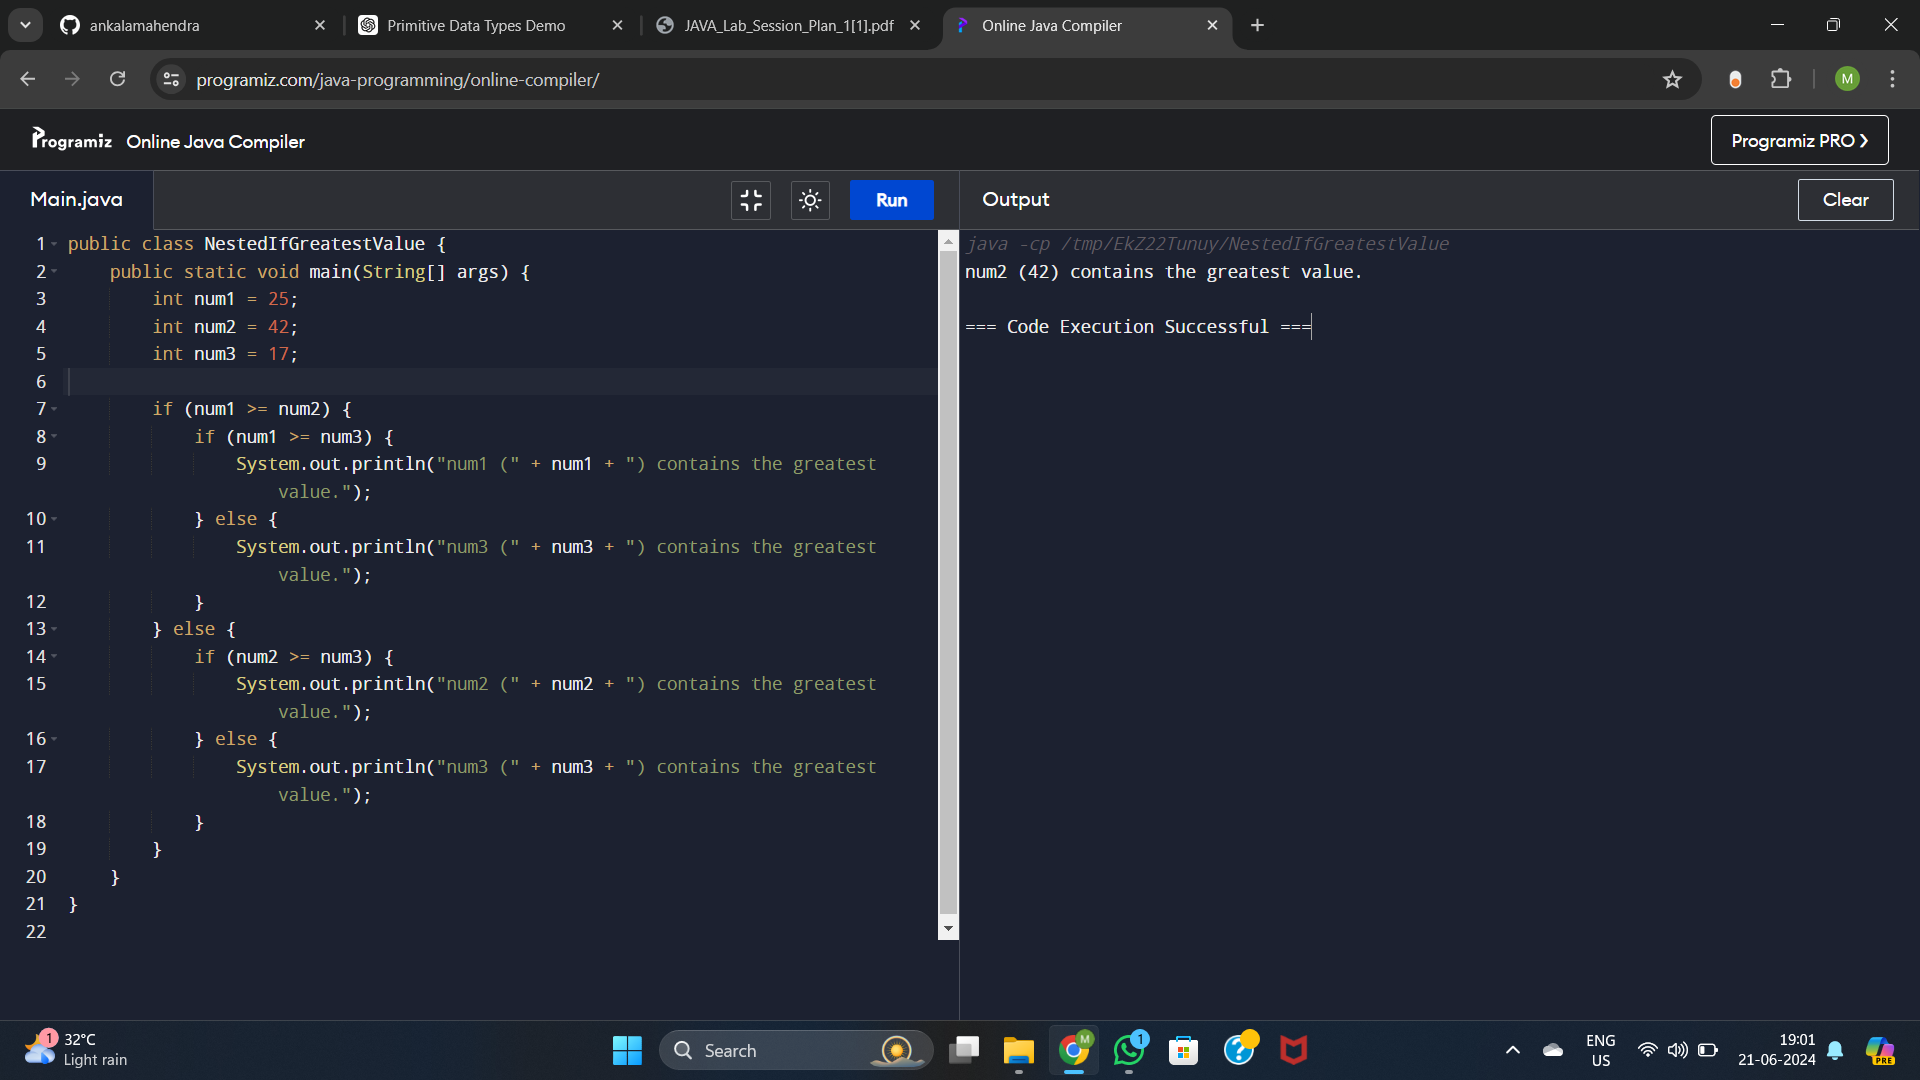 ankalamahendra
Primitive Data Types Demo
JAVA_Lab_Session_Plan_1[1].pdf
Online Java Compiler
programiz.com/java-programming/online-compiler/
M
Programiz
Online Java Compiler
Programiz PRO
Main.java
Run
Output
Clear
1 public class NestedIfGreatestValue {
2 public static void main(String[] args) {
3 int num1 = 25;
4 int num2 = 42;
5 int num3 = 17;
6
7 if (num1 >= num2) {
8 if (num1 >= num3) {
9 System.out.println("num1 (" + num1 + ") contains the greatest
value.");
10 } else {
11 System.out.println("num3 (" + num3 + ") contains the greatest
value.");
12 }
13 } else {
14 if (num2 >= num3) {
15 System.out.println("num2 (" + num2 + ") contains the greatest
value.");
16 } else {
17 System.out.println("num3 (" + num3 + ") contains the greatest
value.");
18 }
19 }
20 }
21 }
22
java -cp /tmp/EkZ22Tunuy/NestedIfGreatestValue
num2 (42) contains the greatest value.
=== Code Execution Successful ===
1
32°C
Light rain
Search
M
1
ENG
US
19:01
21-06-2024
PRE